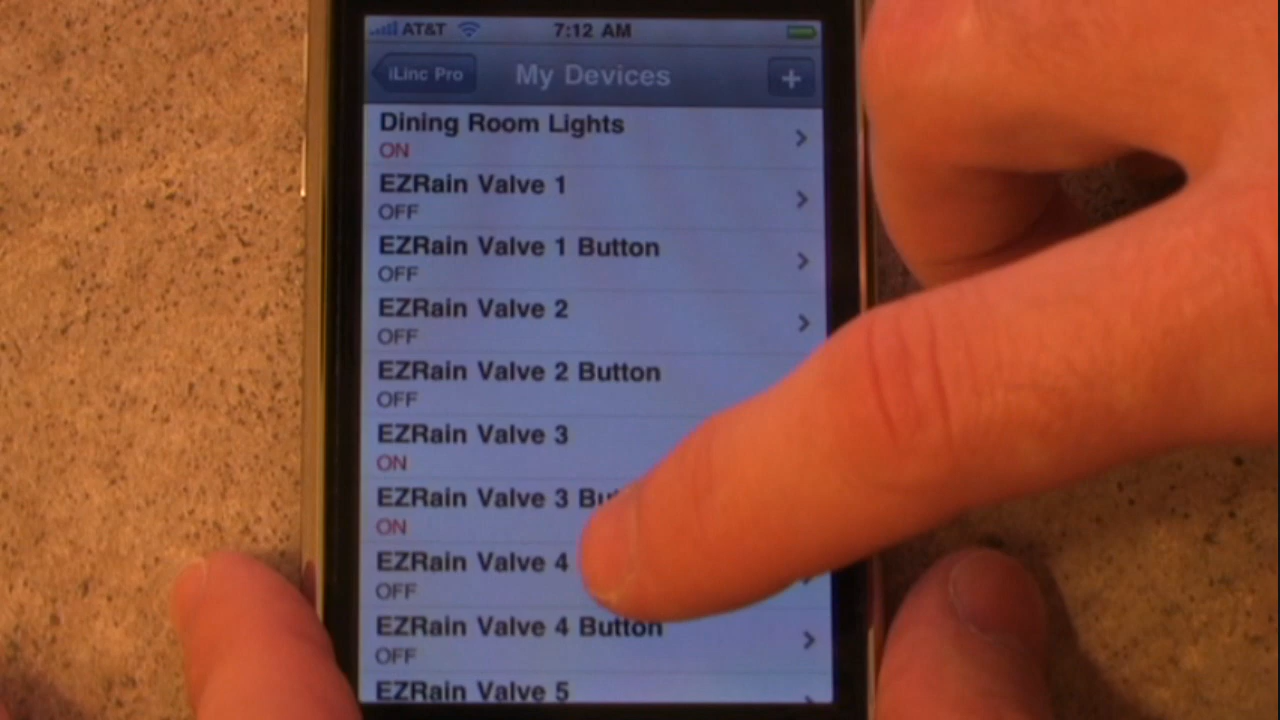 AT&T 7:12 AM
iLinc Pro My Devices +
Dining Room Lights
ON
EZRain Valve 1
OFF
EZRain Valve 1 Button
OFF
EZRain Valve 2
OFF
EZRain Valve 2 Button
OFF
EZRain Valve 3
ON
EZRain Valve 3
ON
EZRain Valve 4
OFF
EZRain Valve 4 Button
OFF
EZRain Valve 5